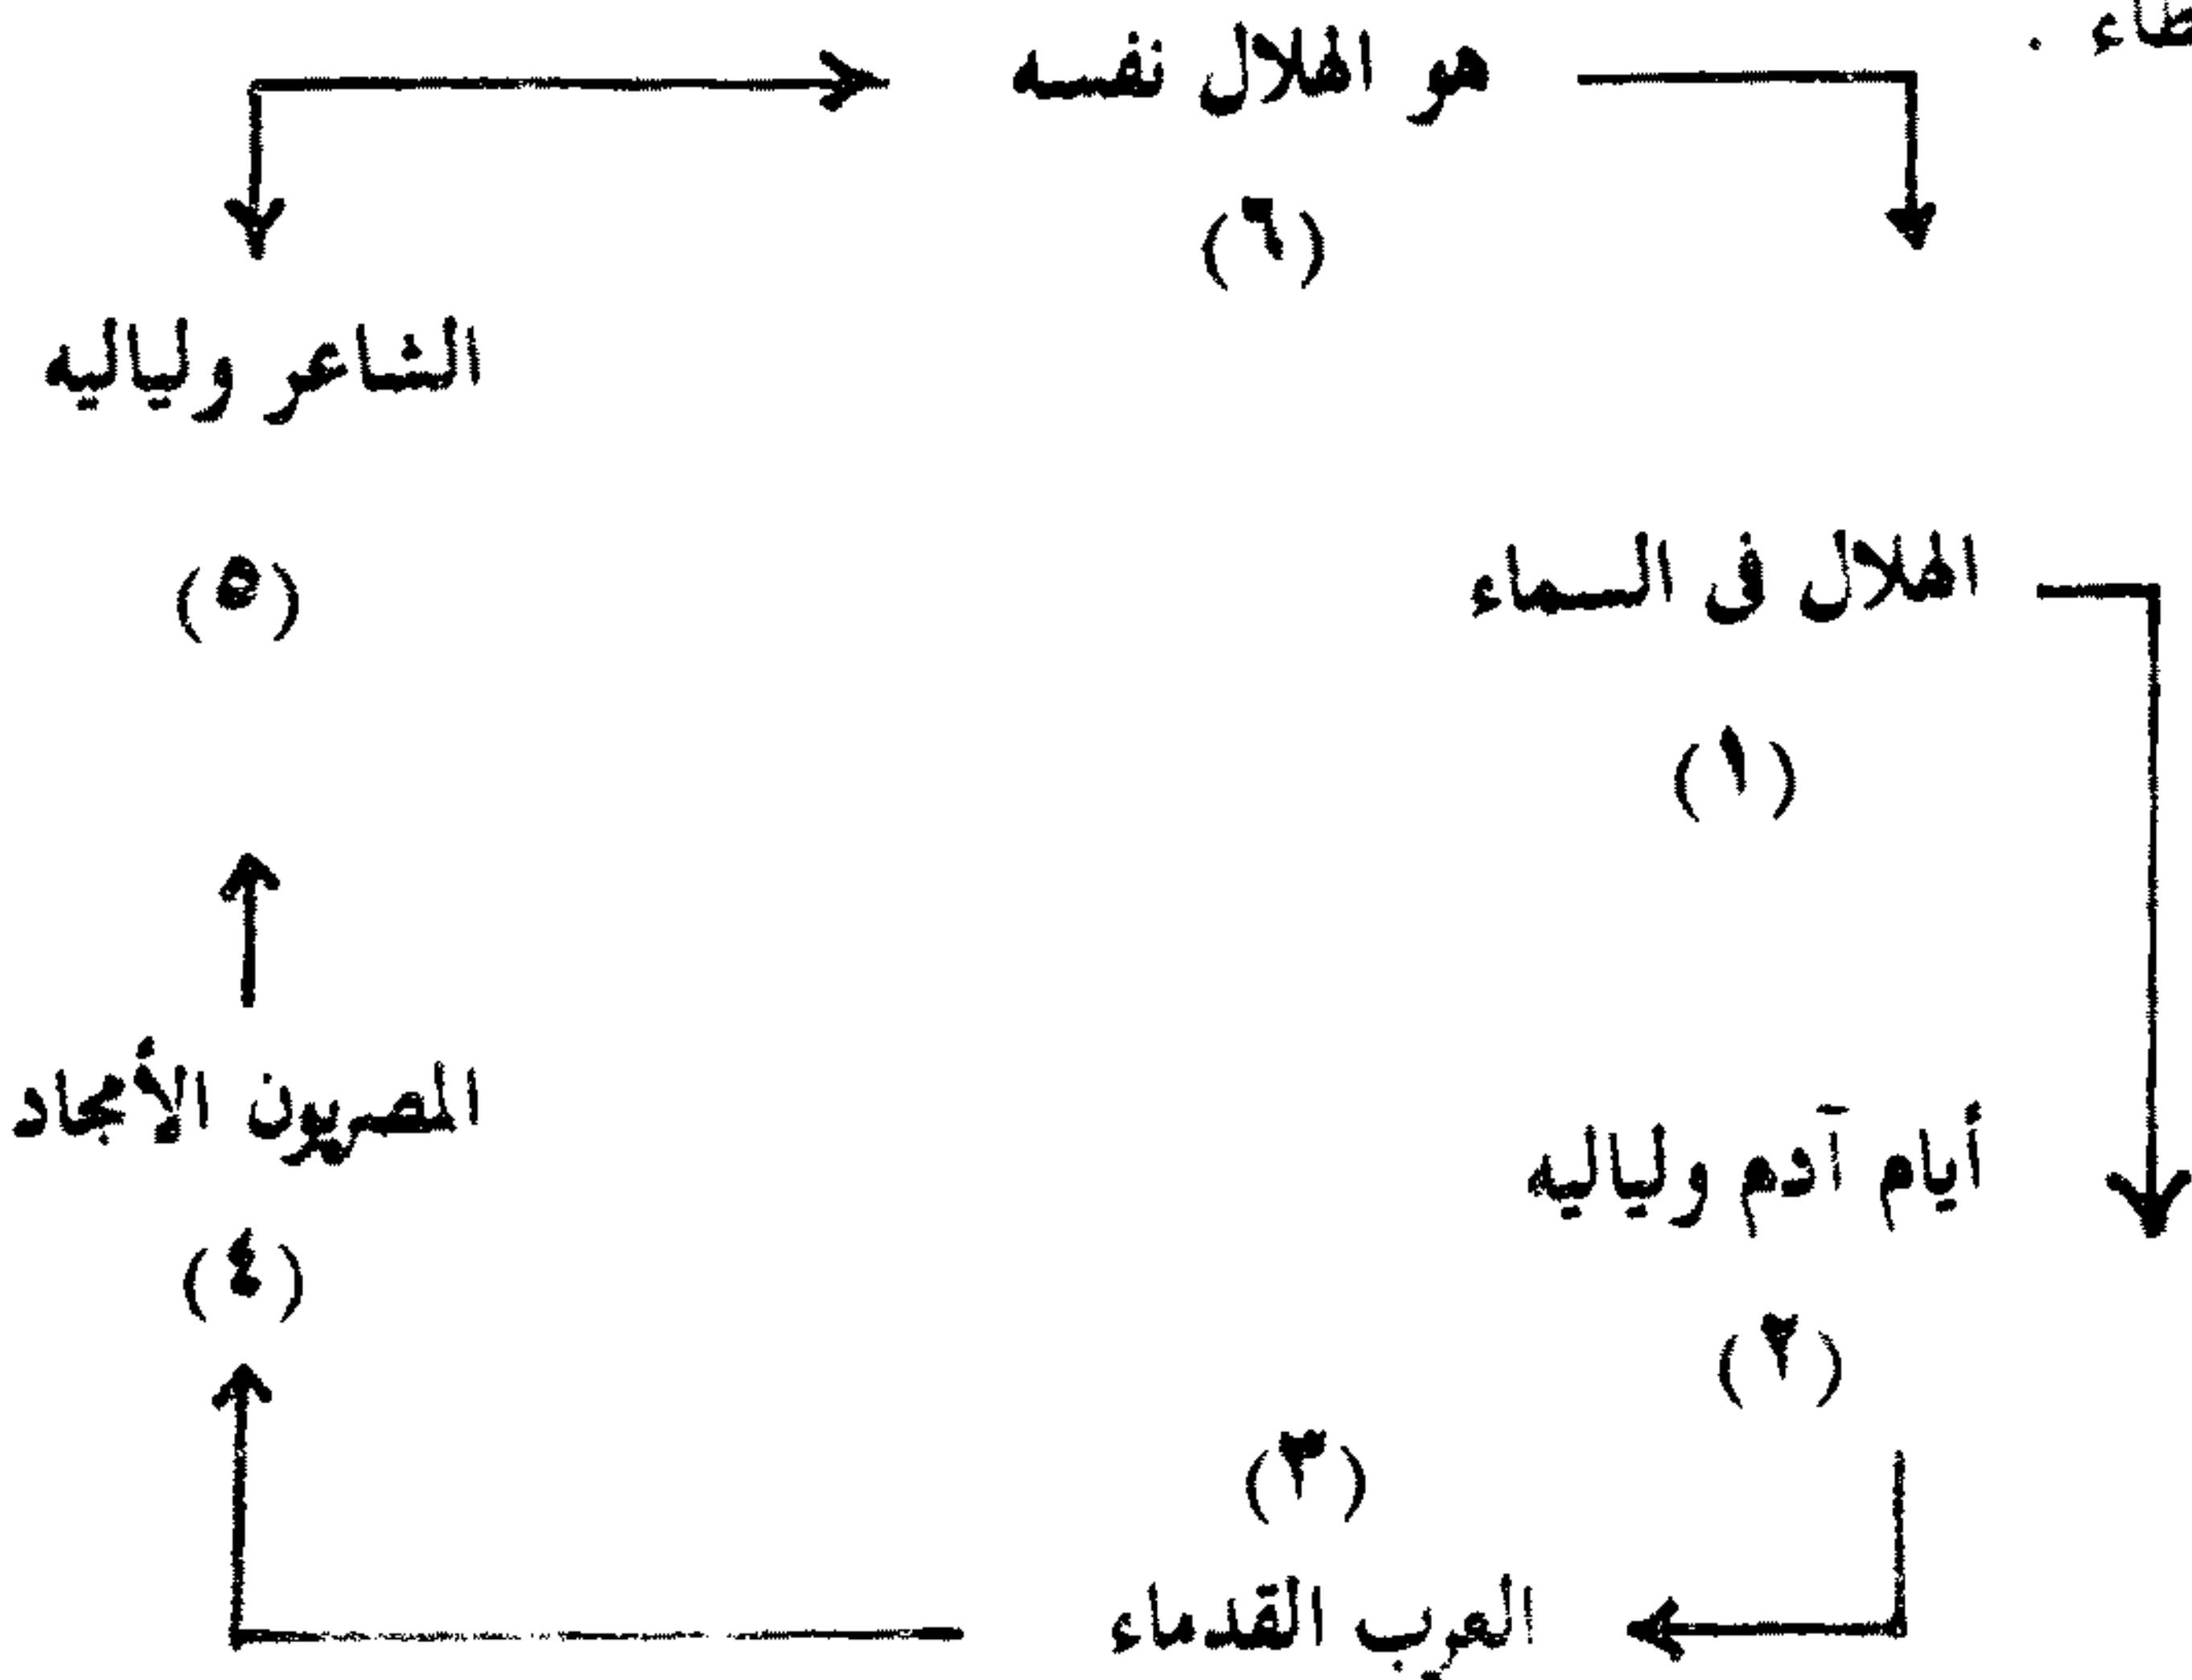 هو الهلال نفسه
(٦)
الشاعر ولياليه
(٥)
الهلال فى السماء
(١)
المصريون الأمجاد
(٤)
أيام آدم ولياليه
(٢)
(٣)
العرب القدماء